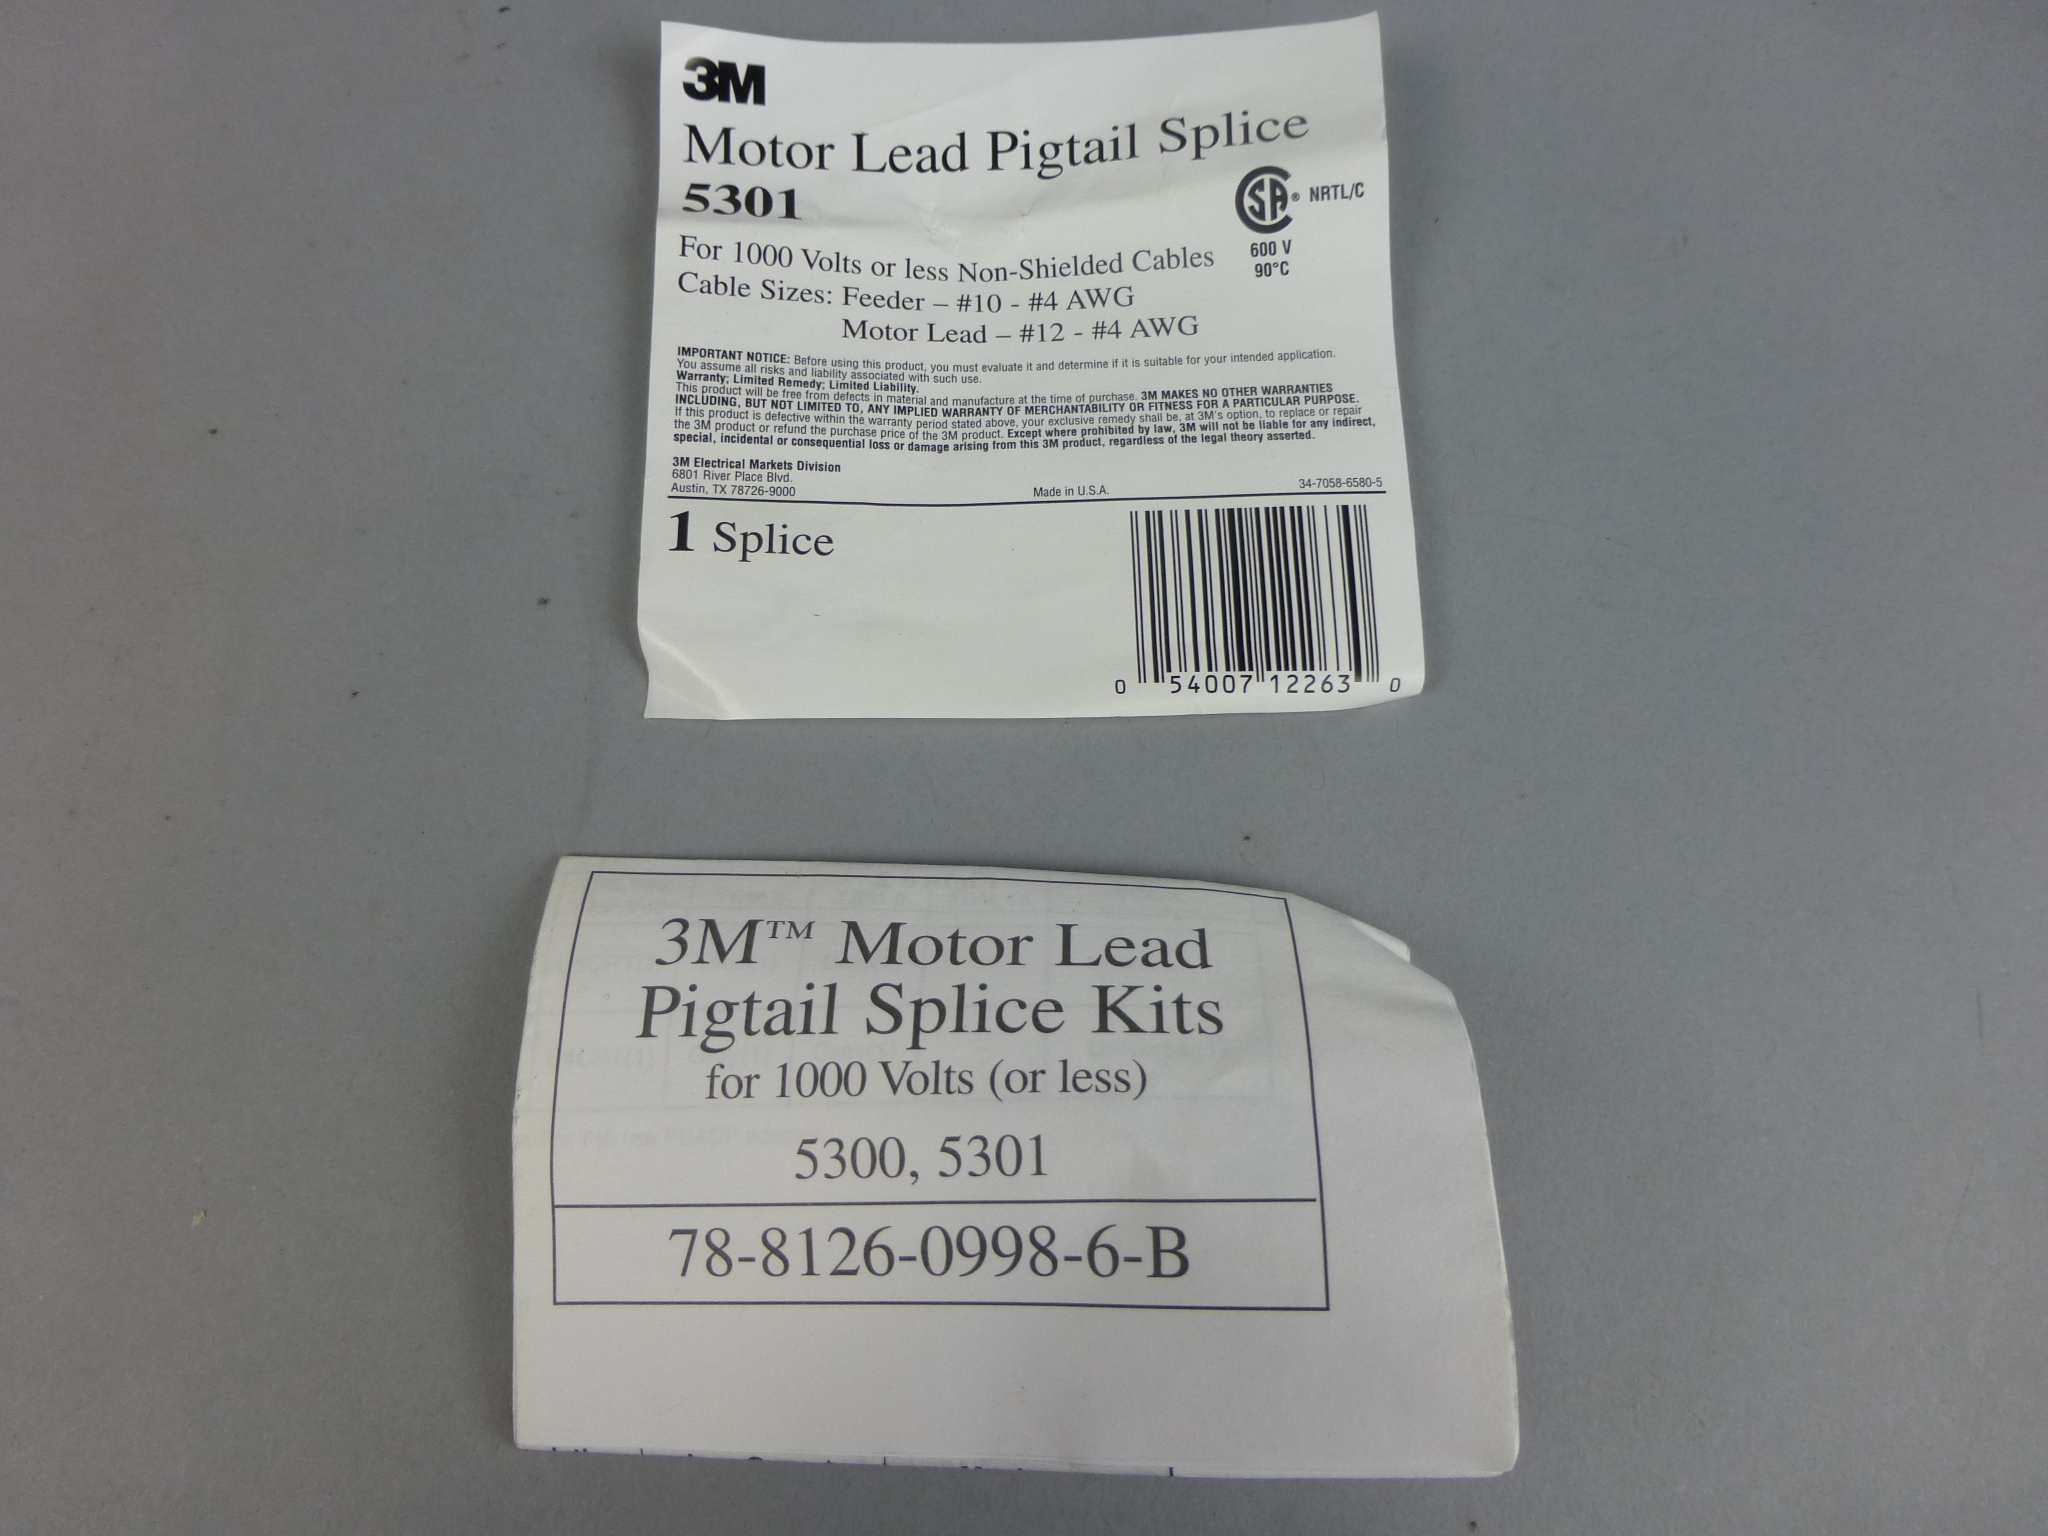 3M
Motor Lead Pigtail Splice
5301
CSA® NRTL/C
600 V
90°C
For 1000 Volts or less Non-Shielded Cables
Cable Sizes: Feeder – #10 - #4 AWG
Motor Lead – #12 - #4 AWG
IMPORTANT NOTICE: Before using this product, you must evaluate it and determine if it is suitable for your intended application.
You assume all risks and liability associated with such use.
Warranty; Limited Remedy; Limited Liability.
This product will be free from defects in material and manufacture at the time of purchase. 3M MAKES NO OTHER WARRANTIES
INCLUDING, BUT NOT LIMITED TO, ANY IMPLIED WARRANTY OF MERCHANTABILITY OR FITNESS FOR A PARTICULAR PURPOSE.
If this product is defective within the warranty period stated above, your exclusive remedy shall be, at 3M's option, to replace or repair
the 3M product or refund the purchase price of the 3M product. Except where prohibited by law, 3M will not be liable for any indirect,
special, incidental or consequential loss or damage arising from this 3M product, regardless of the legal theory asserted.
3M Electrical Markets Division
6801 River Place Blvd.
Austin, TX 78726-9000
Made in U.S.A.
34-7058-6580-5
1 Splice
0 54007 12263 0
3M™ Motor Lead
Pigtail Splice Kits
for 1000 Volts (or less)
5300, 5301
78-8126-0998-6-B